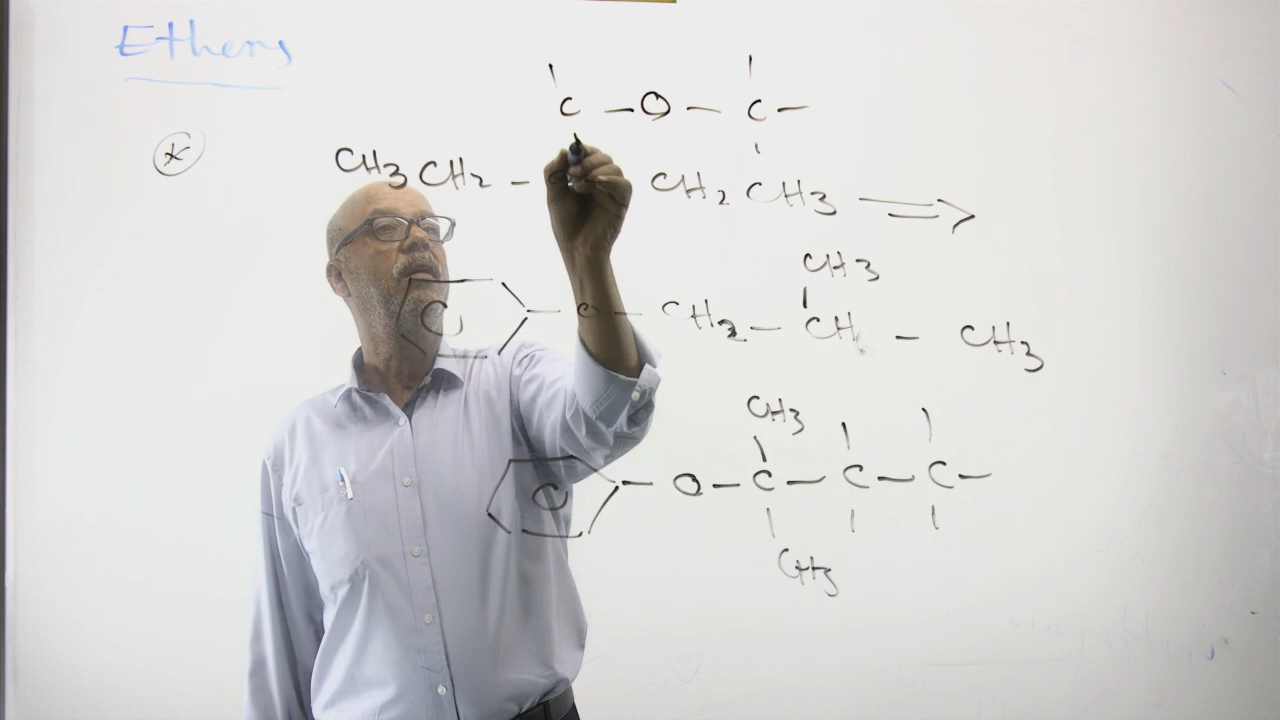 Ethers
C - O - C -
*
CH3 CH2 - CH2 CH3 ⟹
CH3
C - O - CH2 - CH - CH3
CH3
C - O - C - C - C -
CH3